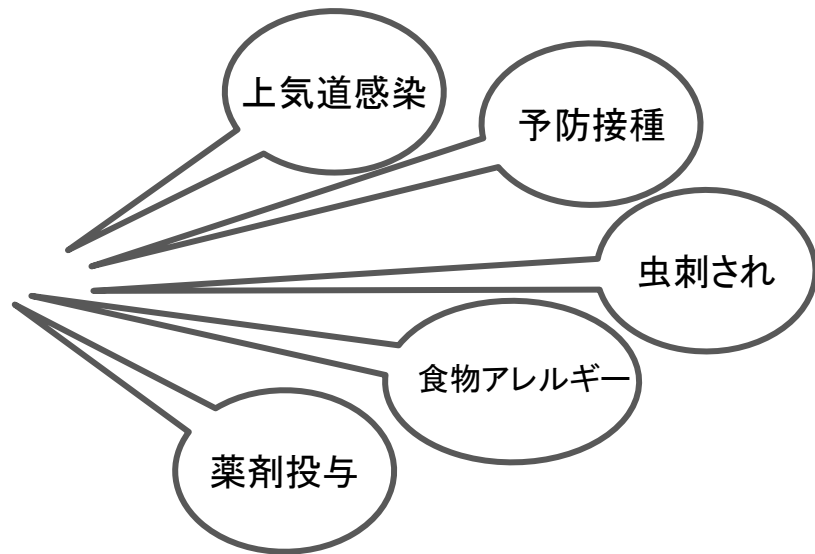 上気道感染
予防接種
虫刺され
食物アレルギー
薬剤投与